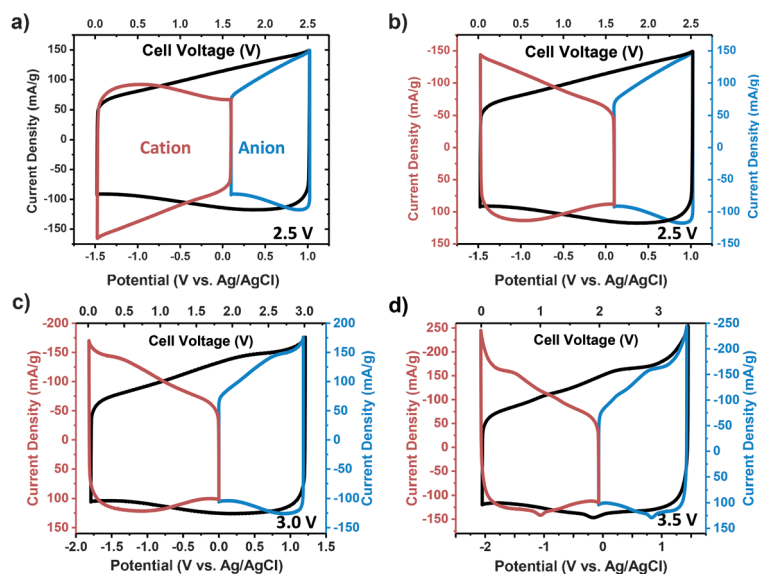 a)
0.0 0.5 1.0 1.5 2.0 2.5
Cell Voltage (V)
Current Density (mA/g)
150
100
50
0
-50
-100
-150
Cation
Anion
2.5 V
-1.5 -1.0 -0.5 0.0 0.5 1.0
Potential (V vs. Ag/AgCl)
b)
0.0 0.5 1.0 1.5 2.0 2.5
Cell Voltage (V)
Current Density (mA/g)
-150
-100
-50
0
50
100
150
2.5 V
150
100
50
0
-50
-100
-150
Current Density (mA/g)
-1.5 -1.0 -0.5 0.0 0.5 1.0
Potential (V vs. Ag/AgCl)
c)
0.0 0.5 1.0 1.5 2.0 2.5 3.0
Cell Voltage (V)
Current Density (mA/g)
-200
-150
-100
-50
0
50
100
150
3.0 V
200
150
100
50
0
-50
-100
-150
Current Density (mA/g)
-2.0 -1.5 -1.0 -0.5 0.0 0.5 1.0 1.5
Potential (V vs. Ag/AgCl)
d)
0 1 2 3
Cell Voltage (V)
Current Density (mA/g)
250
200
150
100
50
0
-50
-100
-150
3.5 V
-250
-200
-150
-100
-50
0
50
100
150
Current Density (mA/g)
-2 -1 0 1
Potential (V vs. Ag/AgCl)